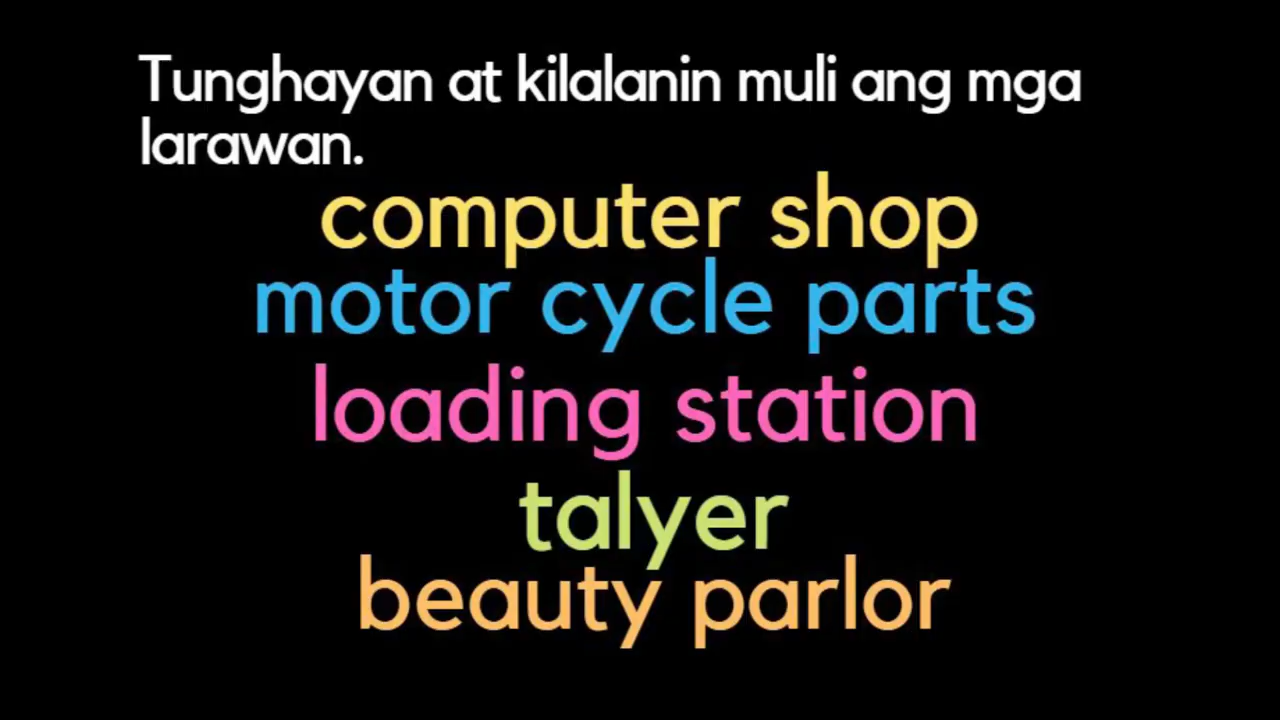 Tunghayan at kilalanin muli ang mga
larawan.
computer shop
motor cycle parts
loading station
talyer
beauty parlor